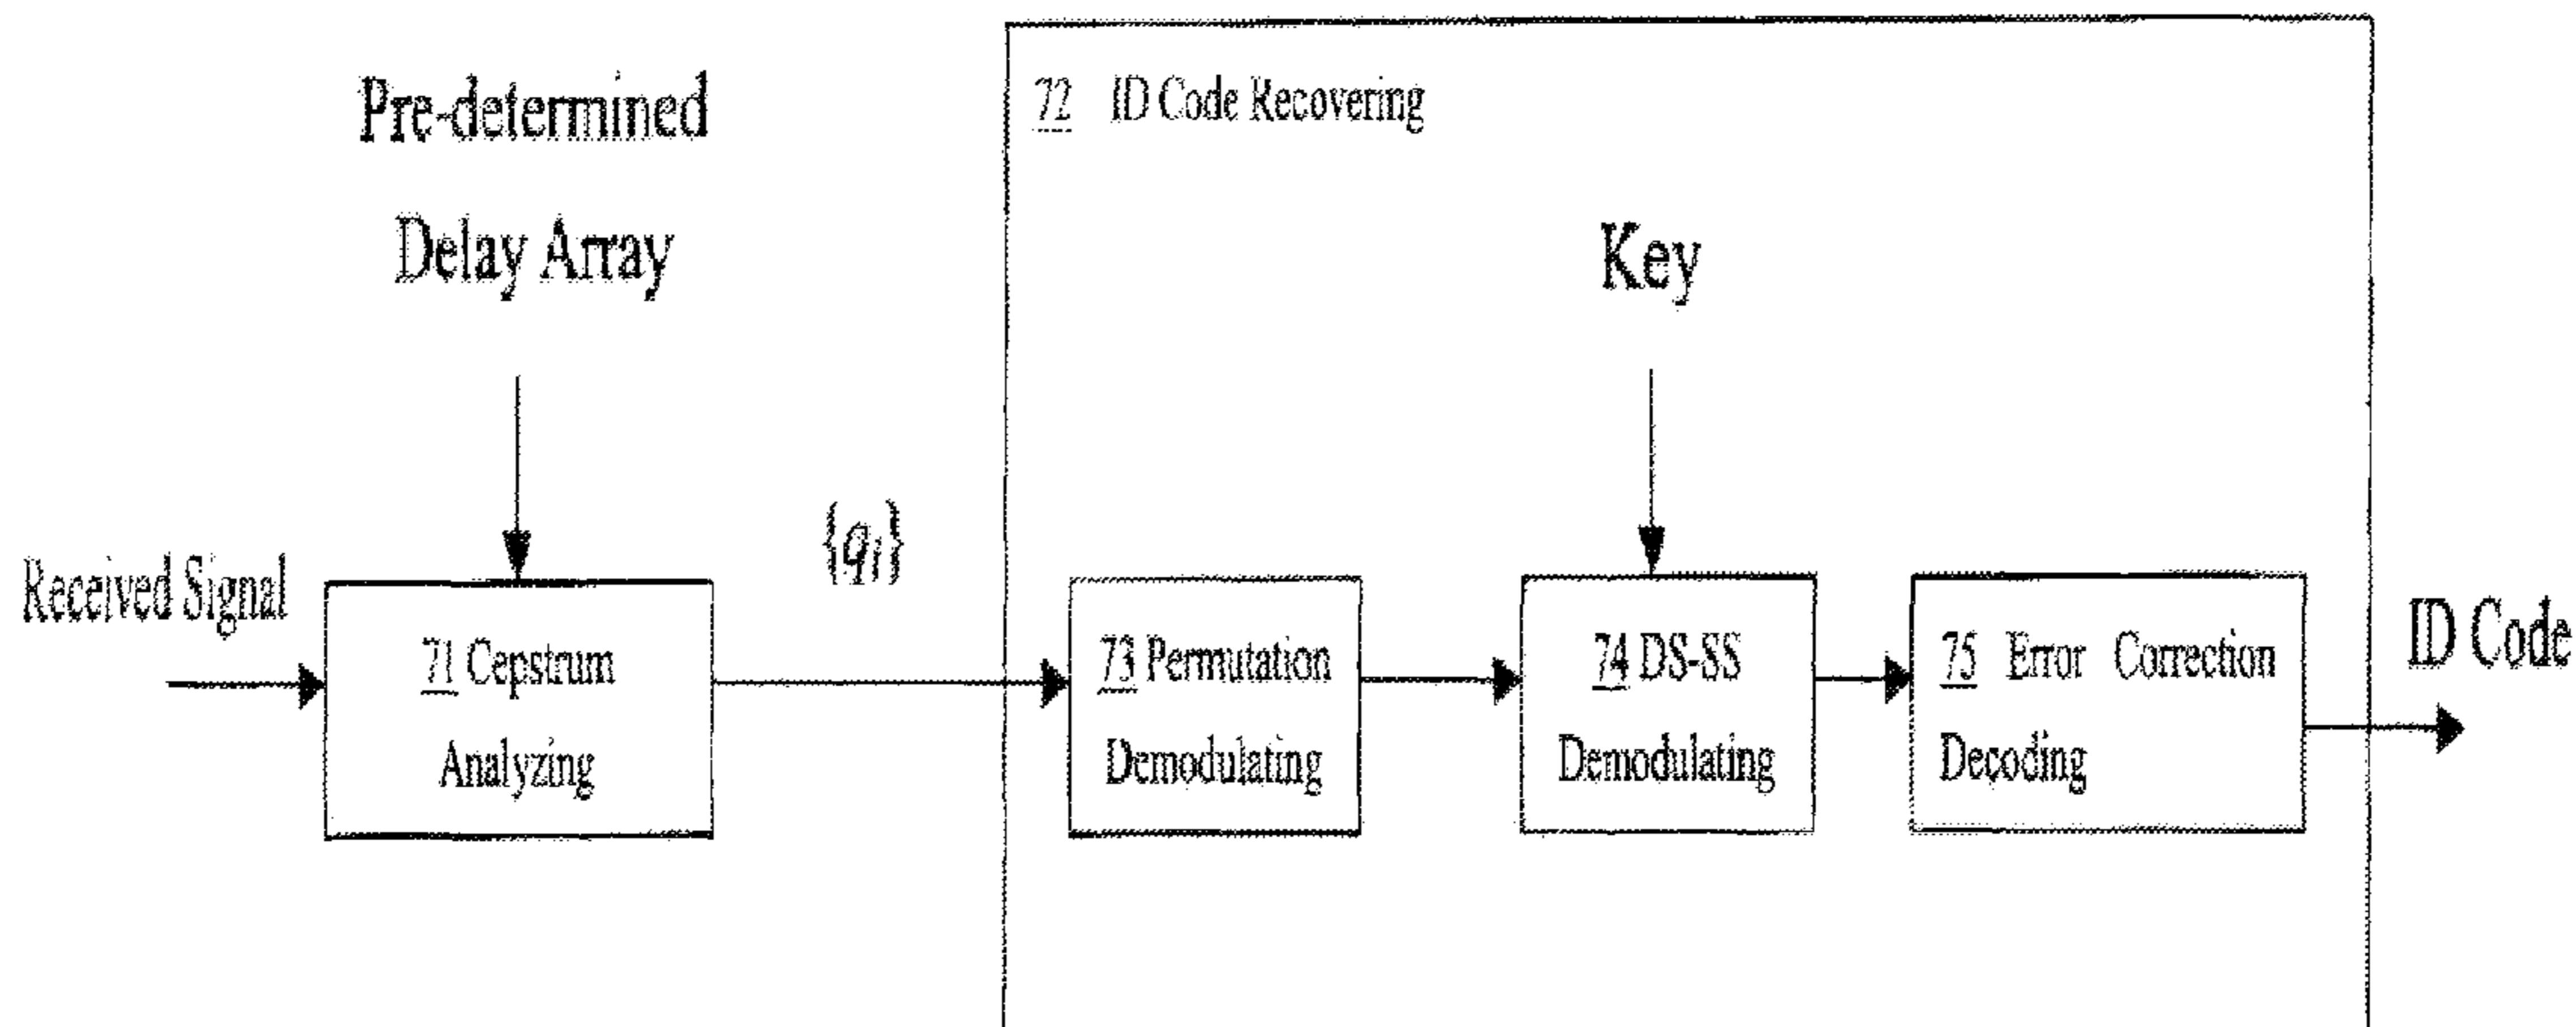 Pre-determined
Delay Array
72 ID Code Recovering
Key
{qi}
Received Signal
71 Cepstrum
Analyzing
73 Permutation
Demodulating
74 DS-SS
Demodulating
75 Error Correction
Decoding
ID Code